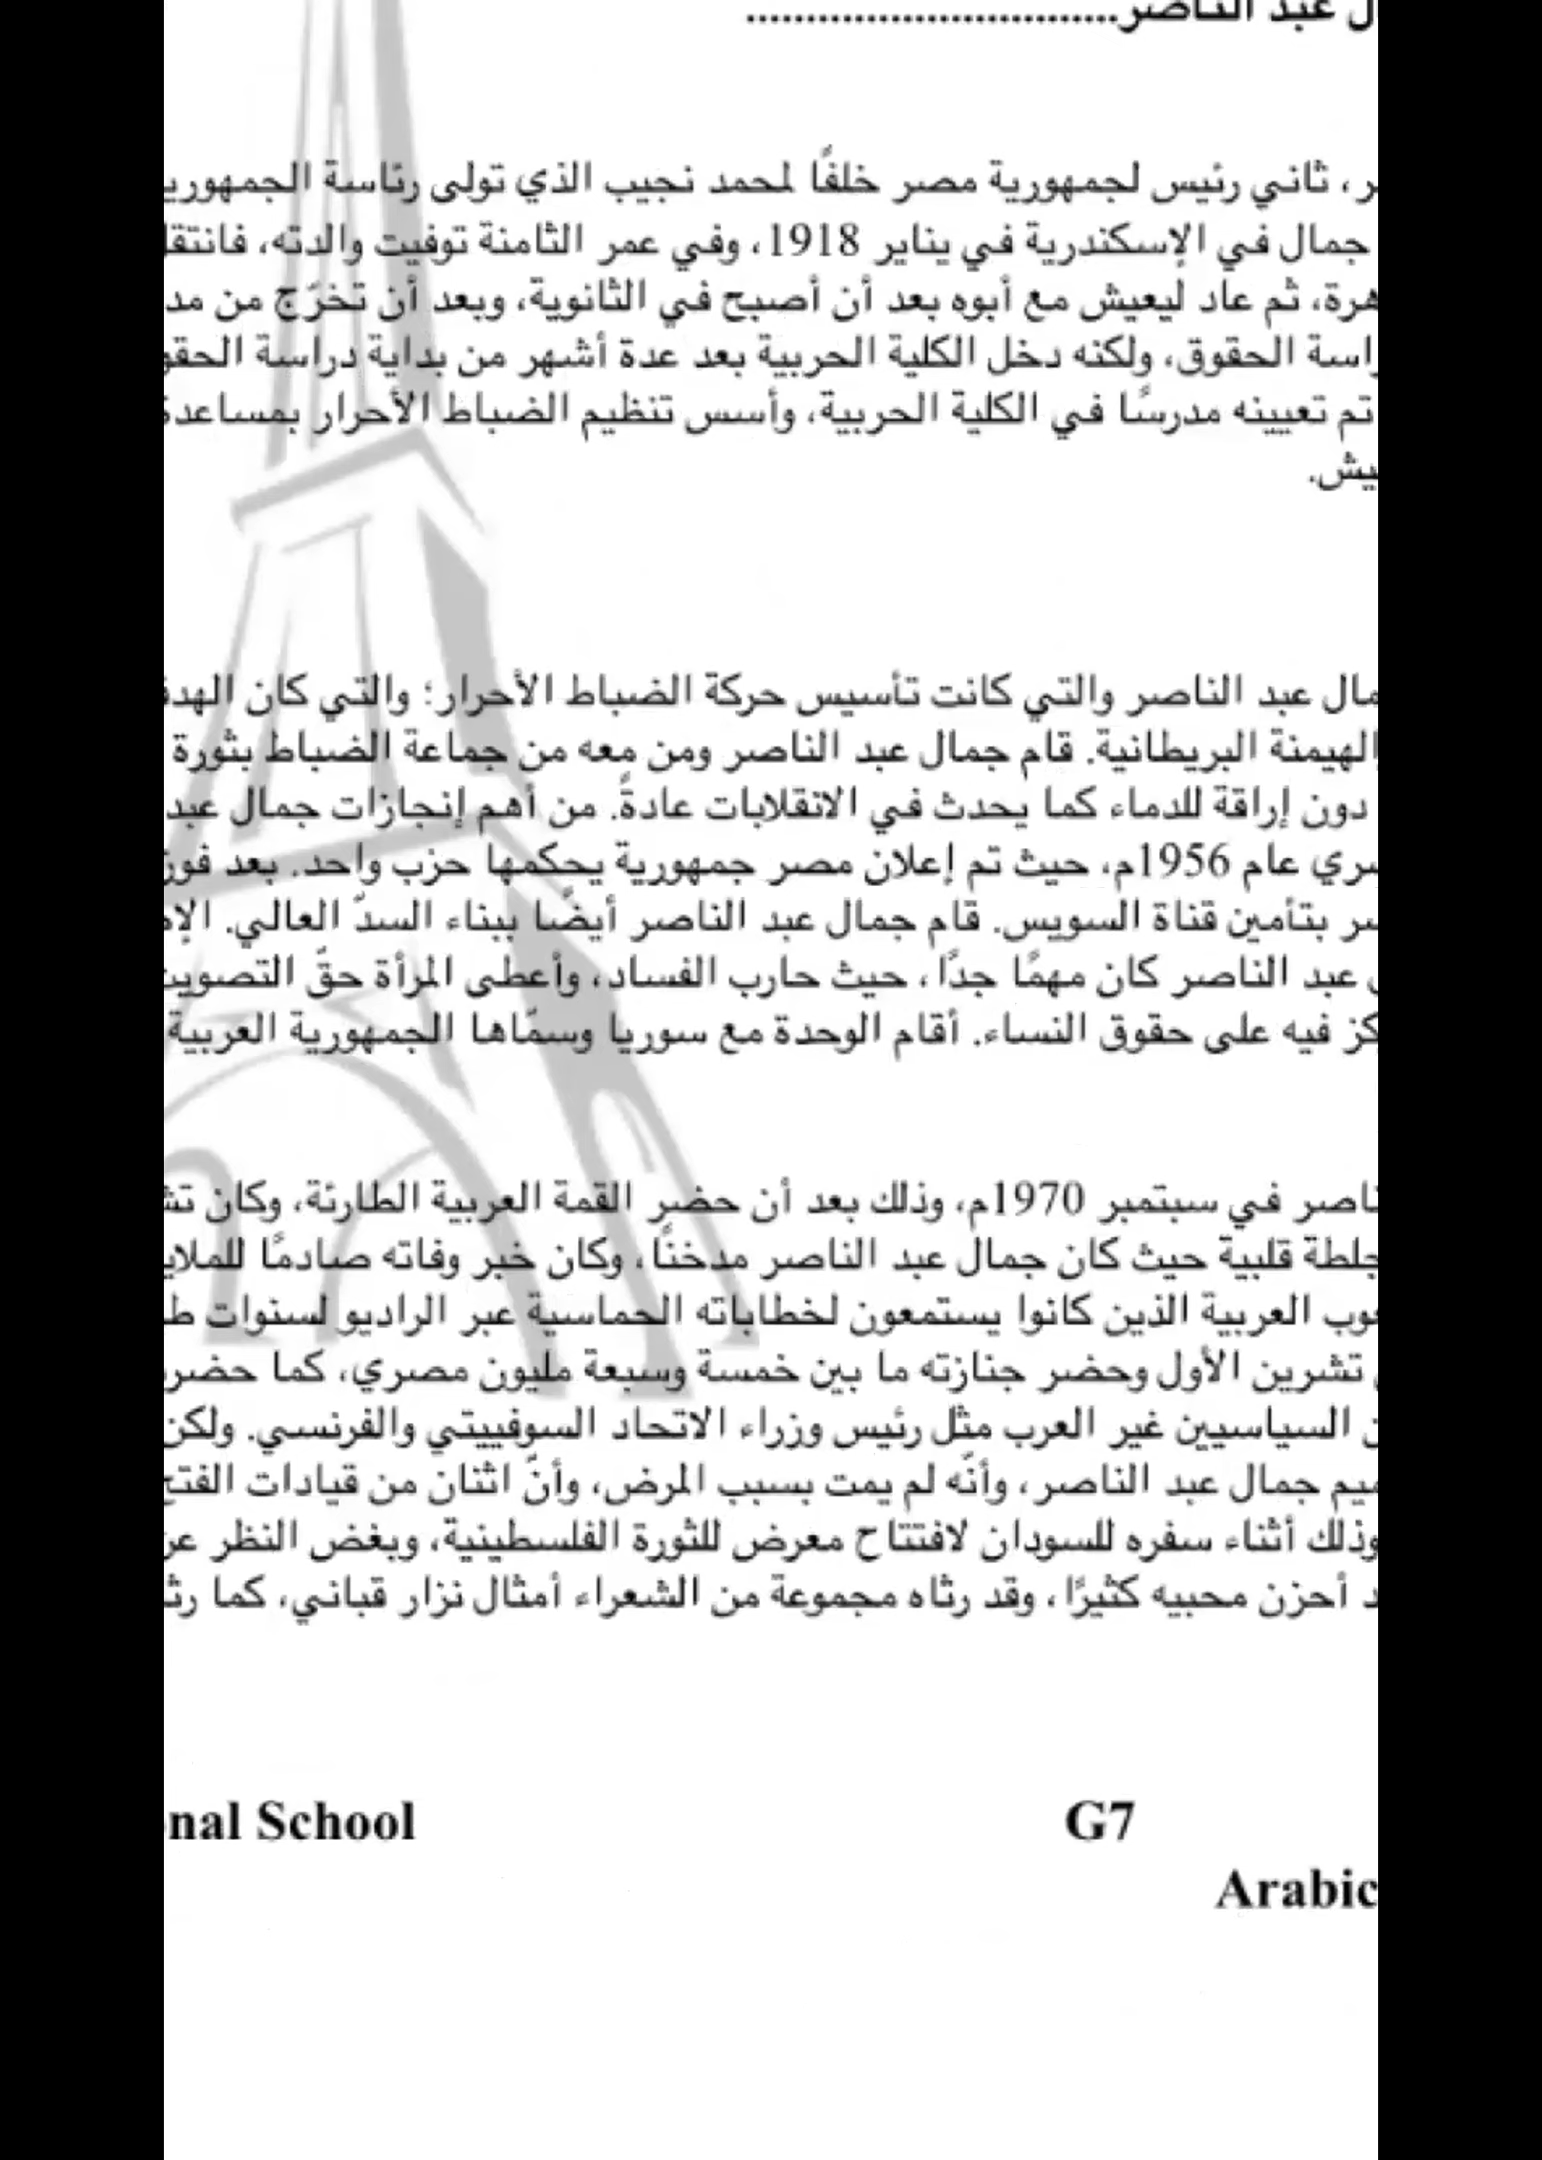 ل عبد الناصر...............................
ر، ثاني رئيس لجمهورية مصر خلفًا لمحمد نجيب الذي تولى رئاسة الجمهوري
جمال في الإسكندرية في يناير 1918، وفي عمر الثامنة توفيت والدته، فانتقل
هرة، ثم عاد ليعيش مع أبوه بعد أن أصبح في الثانوية، وبعد أن تخرّج من مد
راسة الحقوق، ولكنه دخل الكلية الحربية بعد عدة أشهر من بداية دراسة الحقو
تم تعيينه مدرسًا في الكلية الحربية، وأسس تنظيم الضباط الأحرار بمساعدة
يش.
مال عبد الناصر والتي كانت تأسيس حركة الضباط الأحرار؛ والتي كان الهد
الهيمنة البريطانية. قام جمال عبد الناصر ومن معه من جماعة الضباط بثورة
دون إراقة للدماء كما يحدث في الانقلابات عادةً. من أهم إنجازات جمال عبد
سري عام 1956م، حيث تم إعلان مصر جمهورية يحكمها حزب واحد. بعد فوز
سر بتأمين قناة السويس. قام جمال عبد الناصر أيضًا ببناء السدّ العالي. الإ
عبد الناصر كان مهمًا جدًا، حيث حارب الفساد، وأعطى المرأة حقّ التصويت
كز فيه على حقوق النساء. أقام الوحدة مع سوريا وسمّاها الجمهورية العربية
ناصر في سبتمبر 1970م، وذلك بعد أن حضر القمة العربية الطارئة، وكان تش
جلطة قلبية حيث كان جمال عبد الناصر مدخنًا، وكان خبر وفاته صادمًا للملاي
عوب العربية الذين كانوا يستمعون لخطاباته الحماسية عبر الراديو لسنوات ط
تشرين الأول وحضر جنازته ما بين خمسة وسبعة مليون مصري، كما حضر
ن السياسيين غير العرب مثل رئيس وزراء الاتحاد السوفييتي والفرنسي. ولكن
ميم جمال عبد الناصر، وأنّه لم يمت بسبب المرض، وأنّ اثنان من قيادات الفتح
وذلك أثناء سفره للسودان لافتتاح معرض للثورة الفلسطينية، وبغض النظر عن
د أحزن محبيه كثيرًا، وقد رثاه مجموعة من الشعراء أمثال نزار قباني، كما رث
nal School G7
Arabic